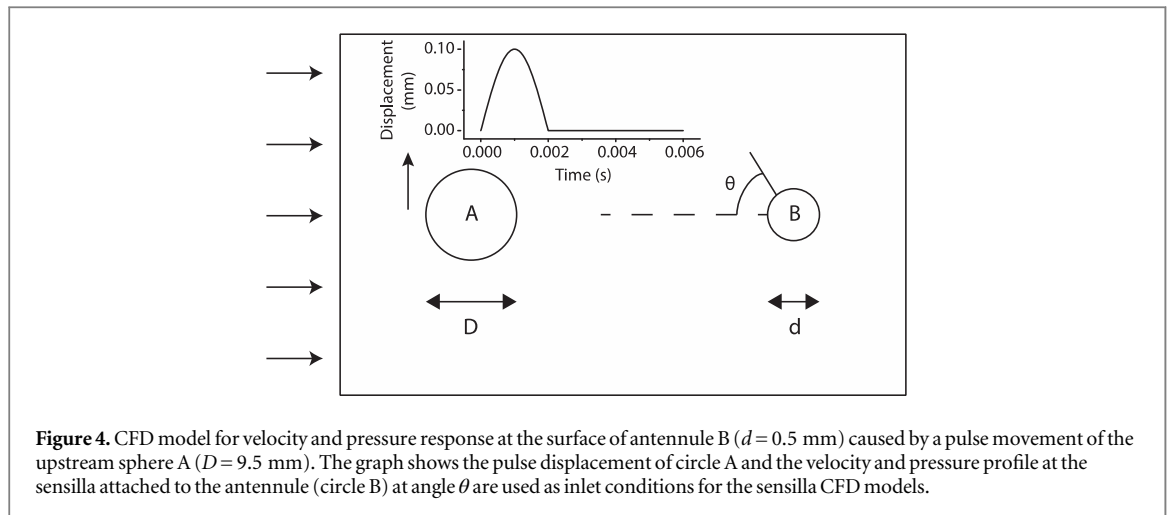 Displacement
(mm)
0.10
0.05
0.00
0.000 0.002 0.004 0.006
Time (s)
θ
A
B
D
d
Figure 4. CFD model for velocity and pressure response at the surface of antennule B (d = 0.5 mm) caused by a pulse movement of the
upstream sphere A (D = 9.5 mm). The graph shows the pulse displacement of circle A and the velocity and pressure profile at the
sensilla attached to the antennule (circle B) at angle θ are used as inlet conditions for the sensilla CFD models.